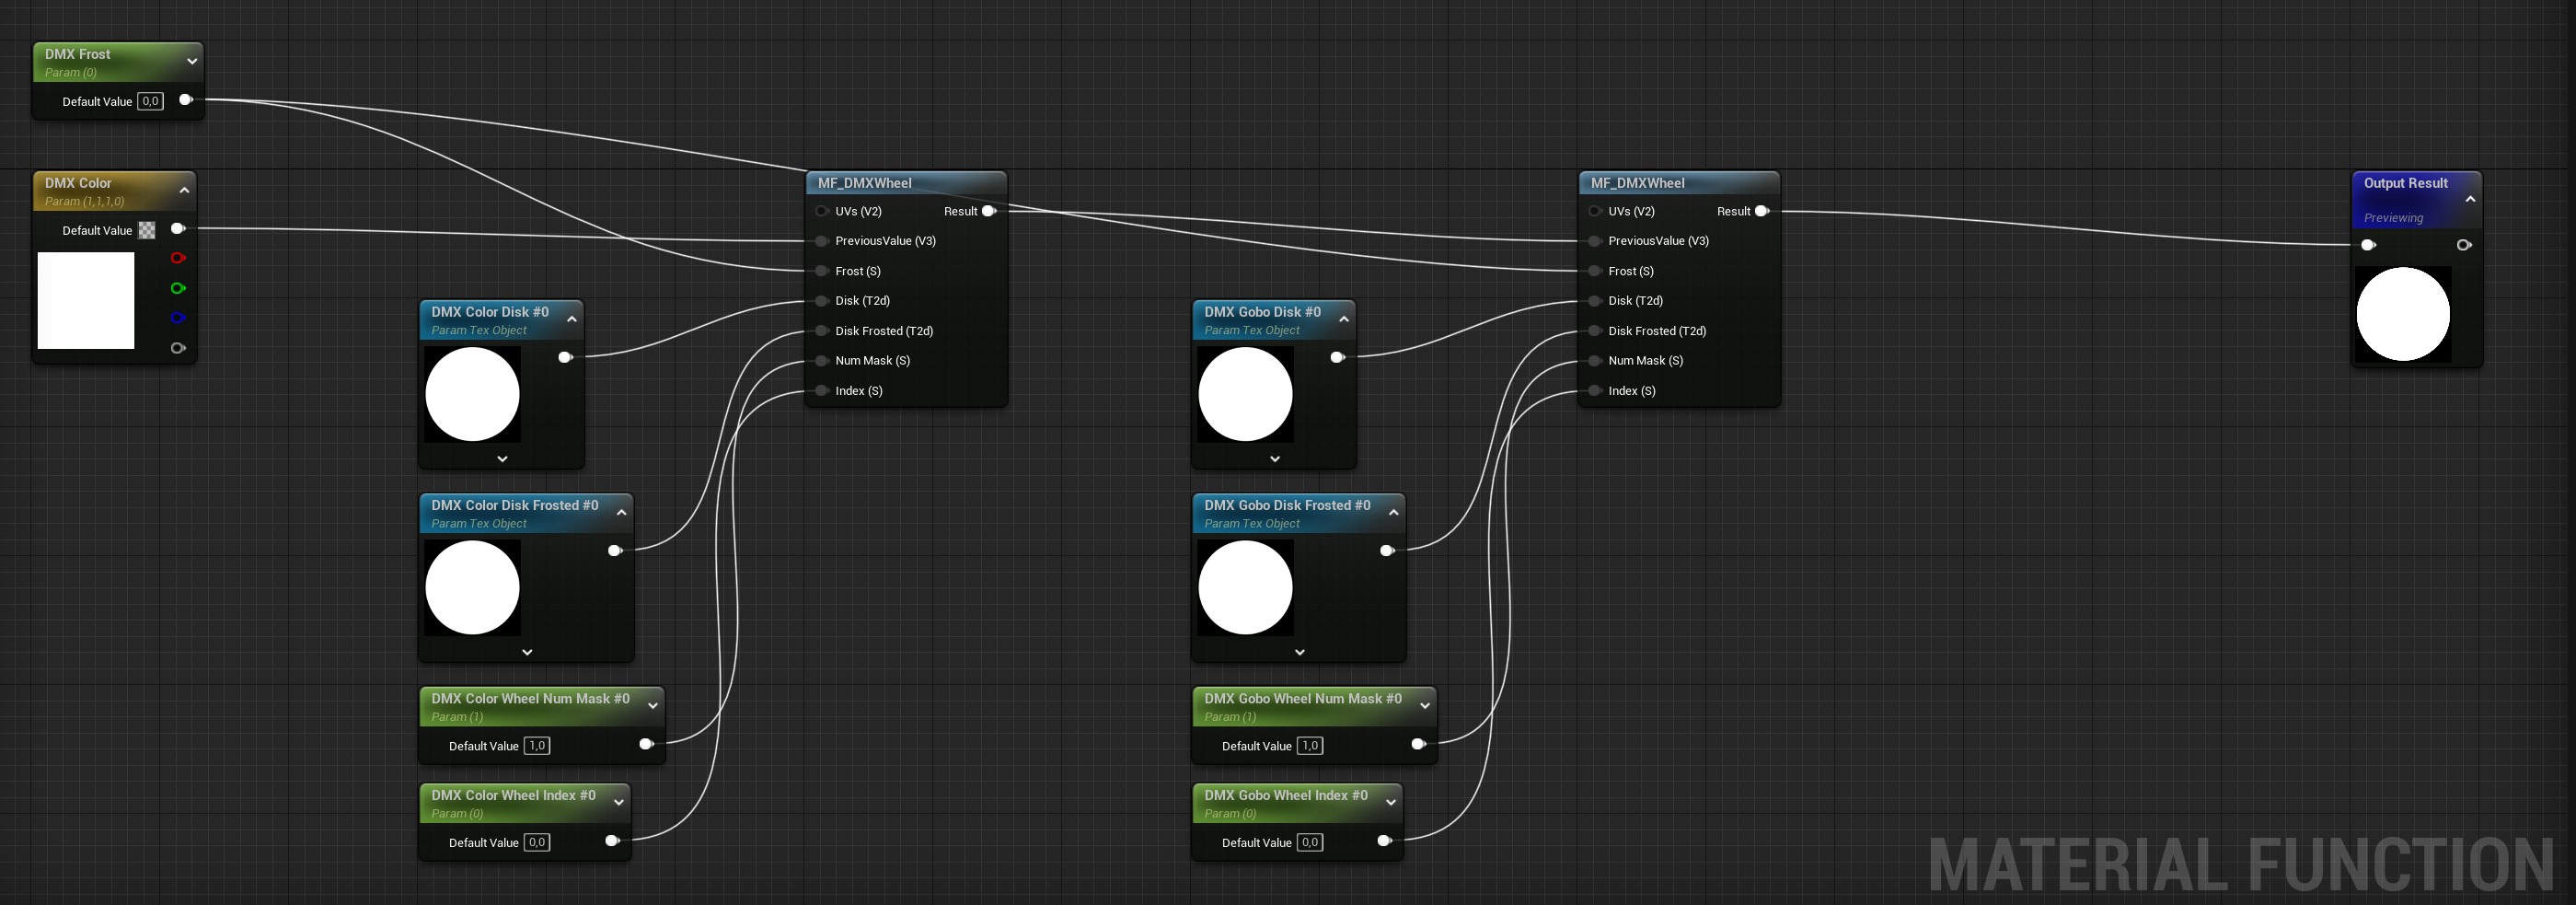 DMX Frost
Param (0)
Default Value 0,0
DMX Color
Param (1,1,1,0)
Default Value
DMX Color Disk #0
Param Tex Object
DMX Color Disk Frosted #0
Param Tex Object
DMX Color Wheel Num Mask #0
Param (1)
Default Value 1,0
DMX Color Wheel Index #0
Param (0)
Default Value 0,0
MF_DMXWheel
UVs (V2) Result
PreviousValue (V3)
Frost (S)
Disk (T2d)
Disk Frosted (T2d)
Num Mask (S)
Index (S)
DMX Gobo Disk #0
Param Tex Object
DMX Gobo Disk Frosted #0
Param Tex Object
DMX Gobo Wheel Num Mask #0
Param (1)
Default Value 1,0
DMX Gobo Wheel Index #0
Param (0)
Default Value 0,0
MF_DMXWheel
UVs (V2) Result
PreviousValue (V3)
Frost (S)
Disk (T2d)
Disk Frosted (T2d)
Num Mask (S)
Index (S)
Output Result
Previewing
MATERIAL FUNCTION